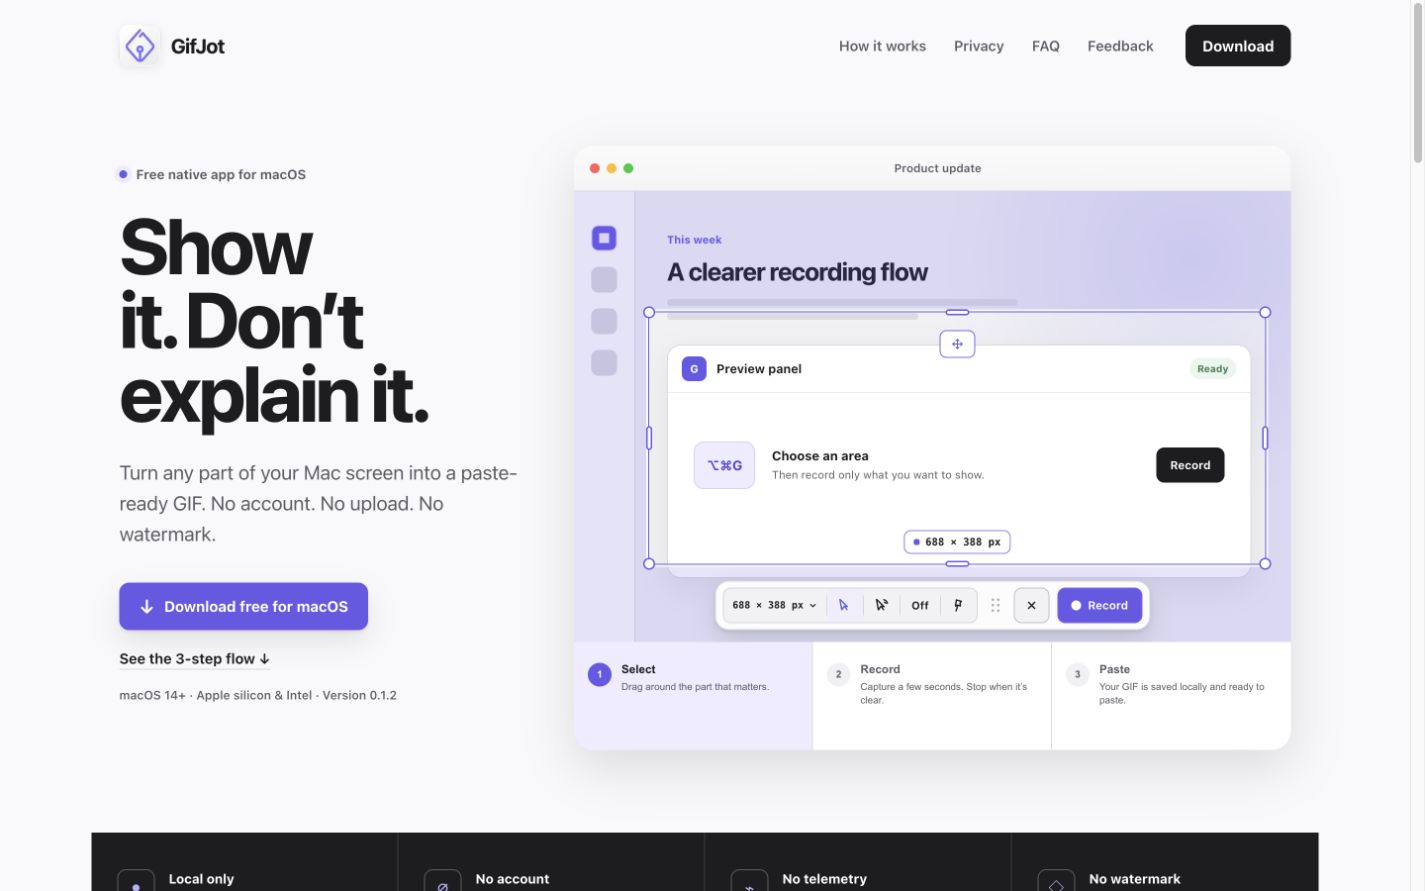 GifJot
How it works
Privacy
FAQ
Feedback
Download
Free native app for macOS
Show
it. Don’t
explain it.
Turn any part of your Mac screen into a paste-
ready GIF. No account. No upload. No
watermark.
↓ Download free for macOS
See the 3-step flow ↓
macOS 14+ · Apple silicon & Intel · Version 0.1.2
Product update
This week
A clearer recording flow
G
Preview panel
Ready
⌥⌘G
Choose an area
Then record only what you want to show.
Record
688 × 388 px
688 × 388 px
Off
Record
1
Select
Drag around the part that matters.
2
Record
Capture a few seconds. Stop when it’s
clear.
3
Paste
Your GIF is saved locally and ready to
paste.
Local only
No account
No telemetry
No watermark